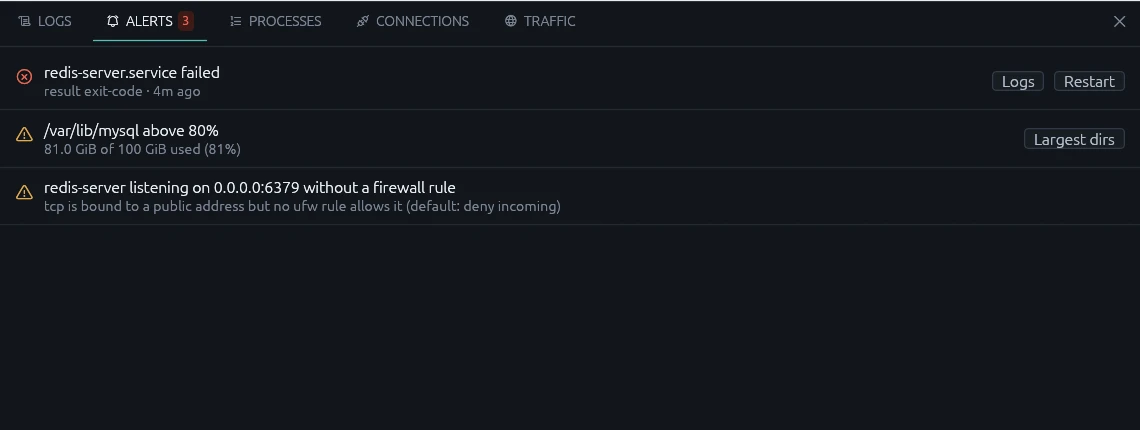 LOGS ALERTS 3 PROCESSES CONNECTIONS TRAFFIC
redis-server.service failed
result exit-code · 4m ago
Logs Restart
/var/lib/mysql above 80%
81.0 GiB of 100 GiB used (81%)
Largest dirs
redis-server listening on 0.0.0.0:6379 without a firewall rule
tcp is bound to a public address but no ufw rule allows it (default: deny incoming)